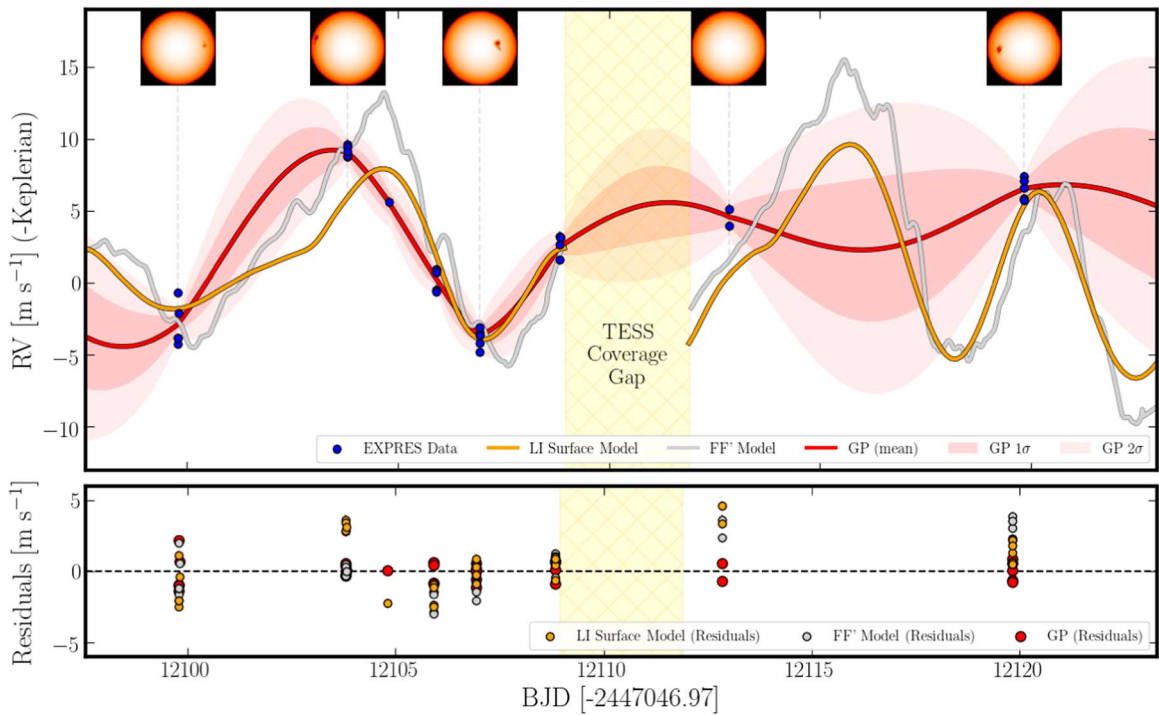 RV [m s⁻¹] (-Keplerian)
15
10
5
0
−5
−10
TESS
Coverage
Gap
EXPRES Data
LI Surface Model
FF' Model
GP (mean)
GP 1σ
GP 2σ
Residuals [m s⁻¹]
5
0
−5
LI Surface Model (Residuals)
FF' Model (Residuals)
GP (Residuals)
12100
12105
12110
12115
12120
BJD [-2447046.97]